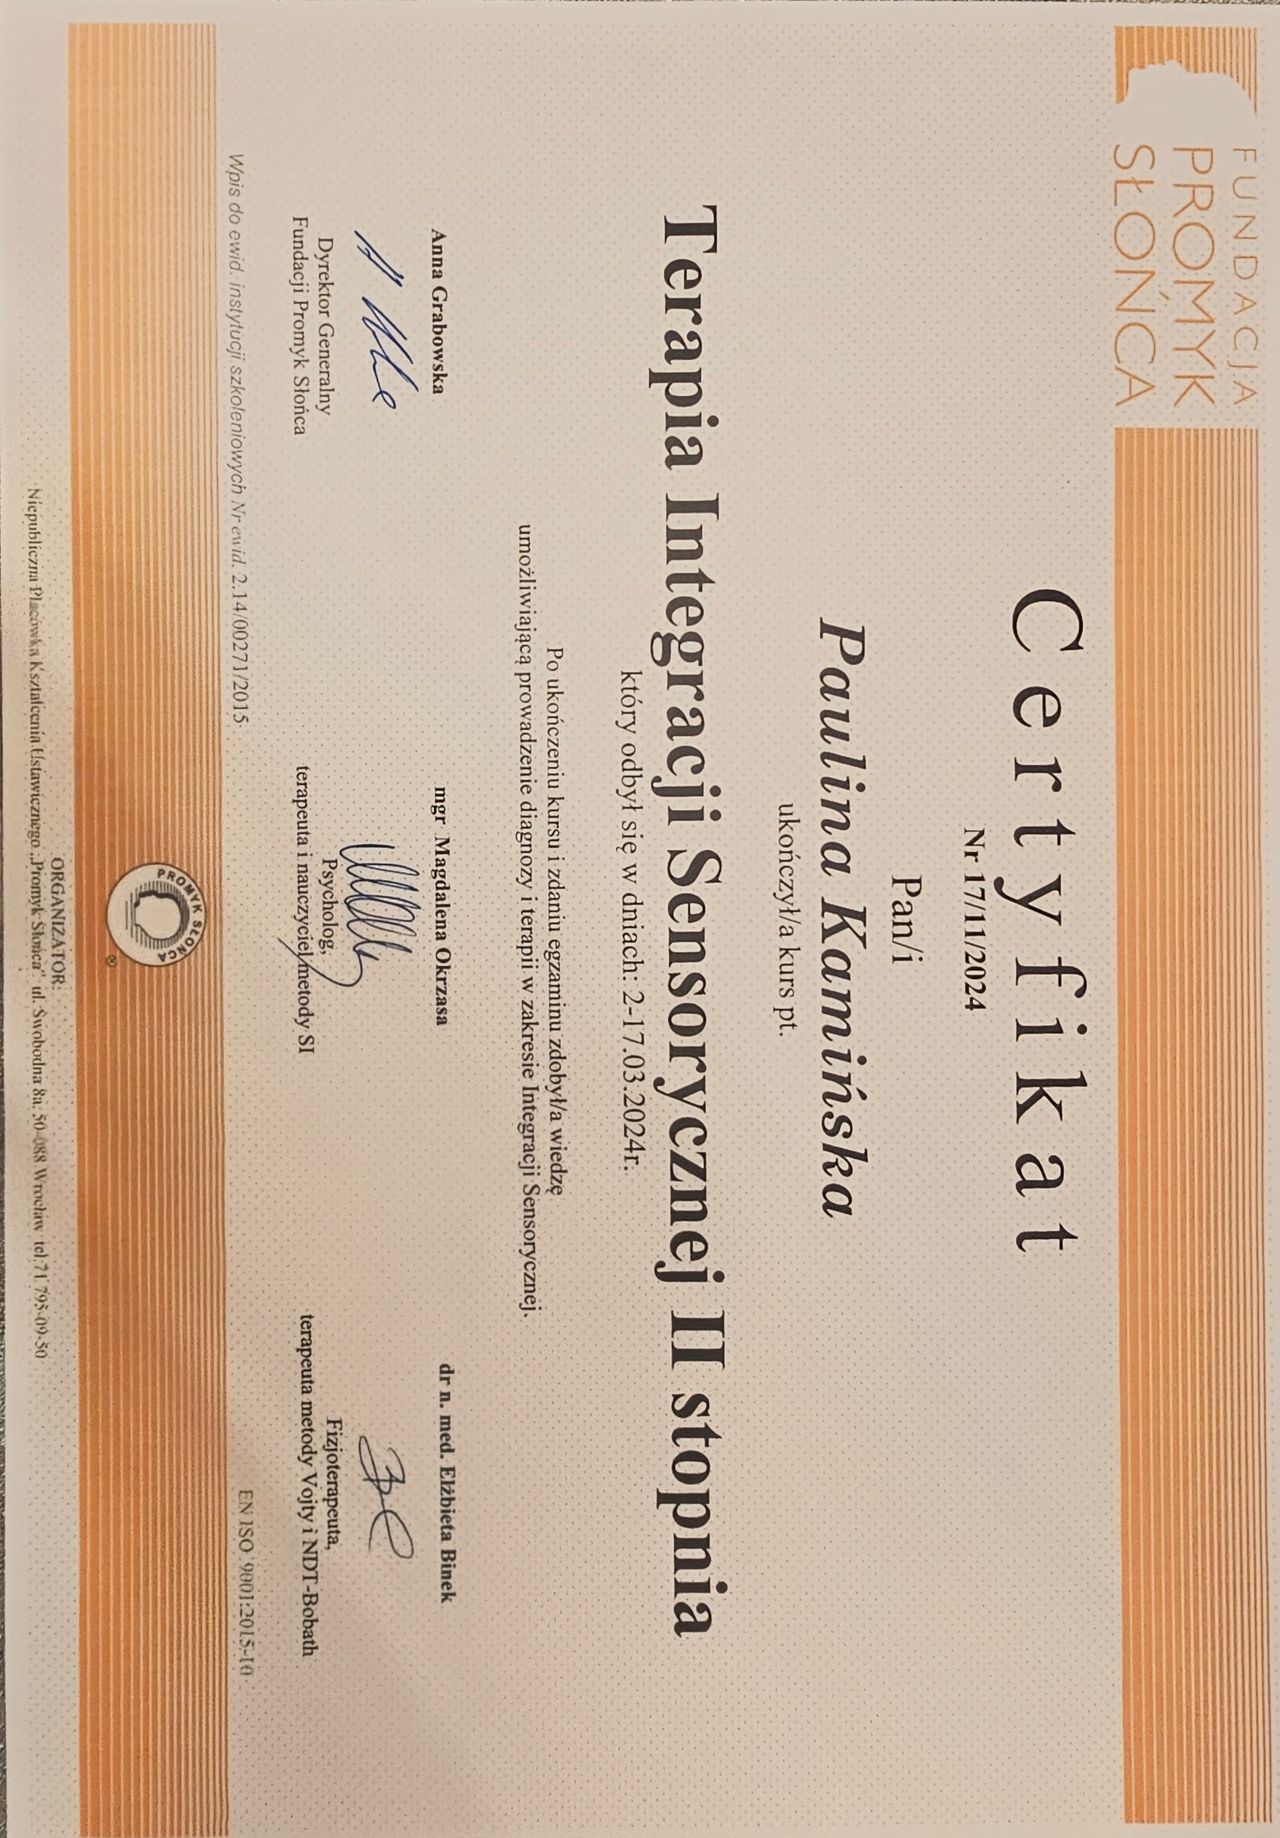 FUNDACJA
PROMYK
SŁOŃCA
Certyfikat
Nr 17/11/2024
Pan/i
Paulina Kamińska
ukończył/a kurs pt.
Terapia Integracji Sensorycznej II stopnia
który odbył się w dniach: 2-17.03.2024r.
Po ukończeniu kursu i zdaniu egzaminu zdobył/a wiedzę
umożliwiającą prowadzenie diagnozy i terapii w zakresie Integracji Sensorycznej.
Anna Grabowska
Dyrektor Generalny
Fundacji Promyk Słońca
mgr Magdalena Okrzasa
Psycholog,
terapeuta i nauczyciel metody SI
dr n. med. Elżbieta Binek
Fizjoterapeuta,
terapeuta metody Vojty i NDT-Bobath
Wpis do ewid. instytucji szkoleniowych Nr ewid. 2.14/00271/2015
EN ISO 9001:2015-10
PROMYK SŁOŃCA
®
ORGANIZATOR:
Niepubliczna Placówka Kształcenia Ustawicznego „Promyk Słońca" ul. Swobodna 8a, 50-088 Wrocław tel:71 795-09-50